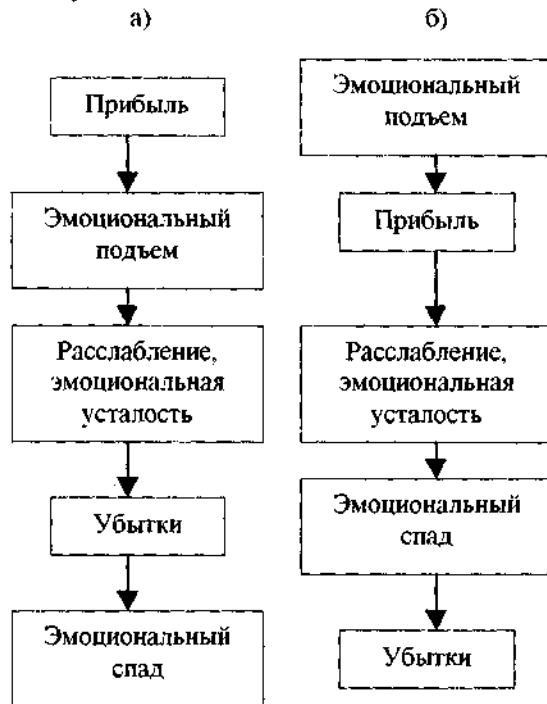 а)
Прибыль
Эмоциональный
подъем
Расслабление,
эмоциональная
усталость
Убытки
Эмоциональный
спад
б)
Эмоциональный
подъем
Прибыль
Расслабление,
эмоциональная
усталость
Эмоциональный
спад
Убытки